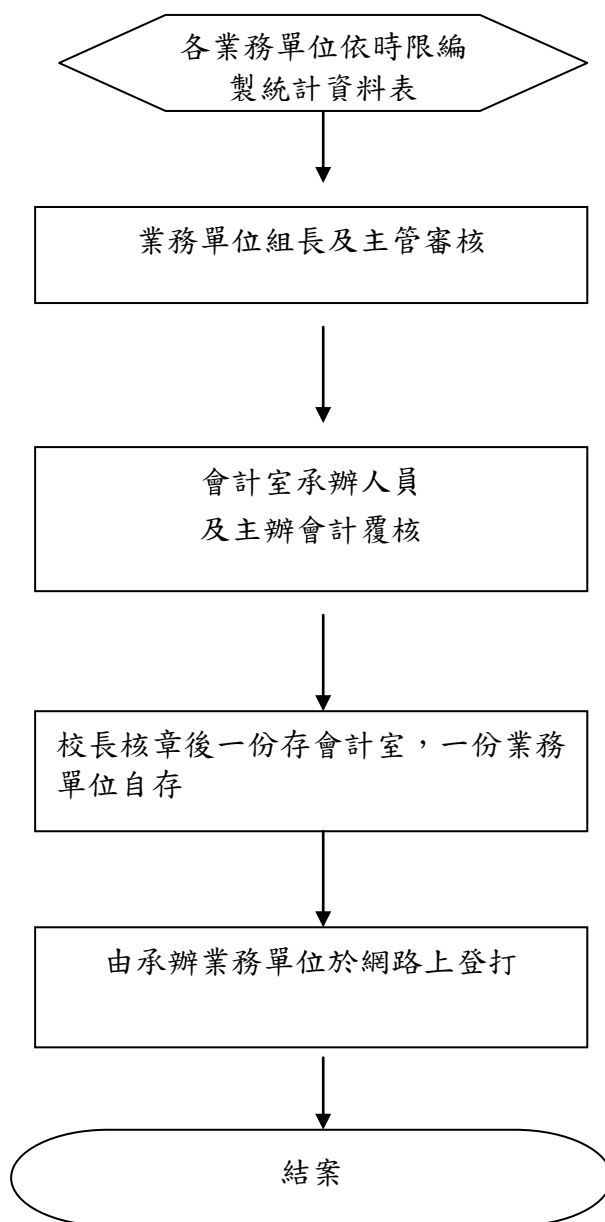 各業務單位依時限編
製統計資料表
業務單位組長及主管審核
會計室承辦人員
及主辦會計覆核
校長核章後一份存會計室，一份業務
單位自存
由承辦業務單位於網路上登打
結案